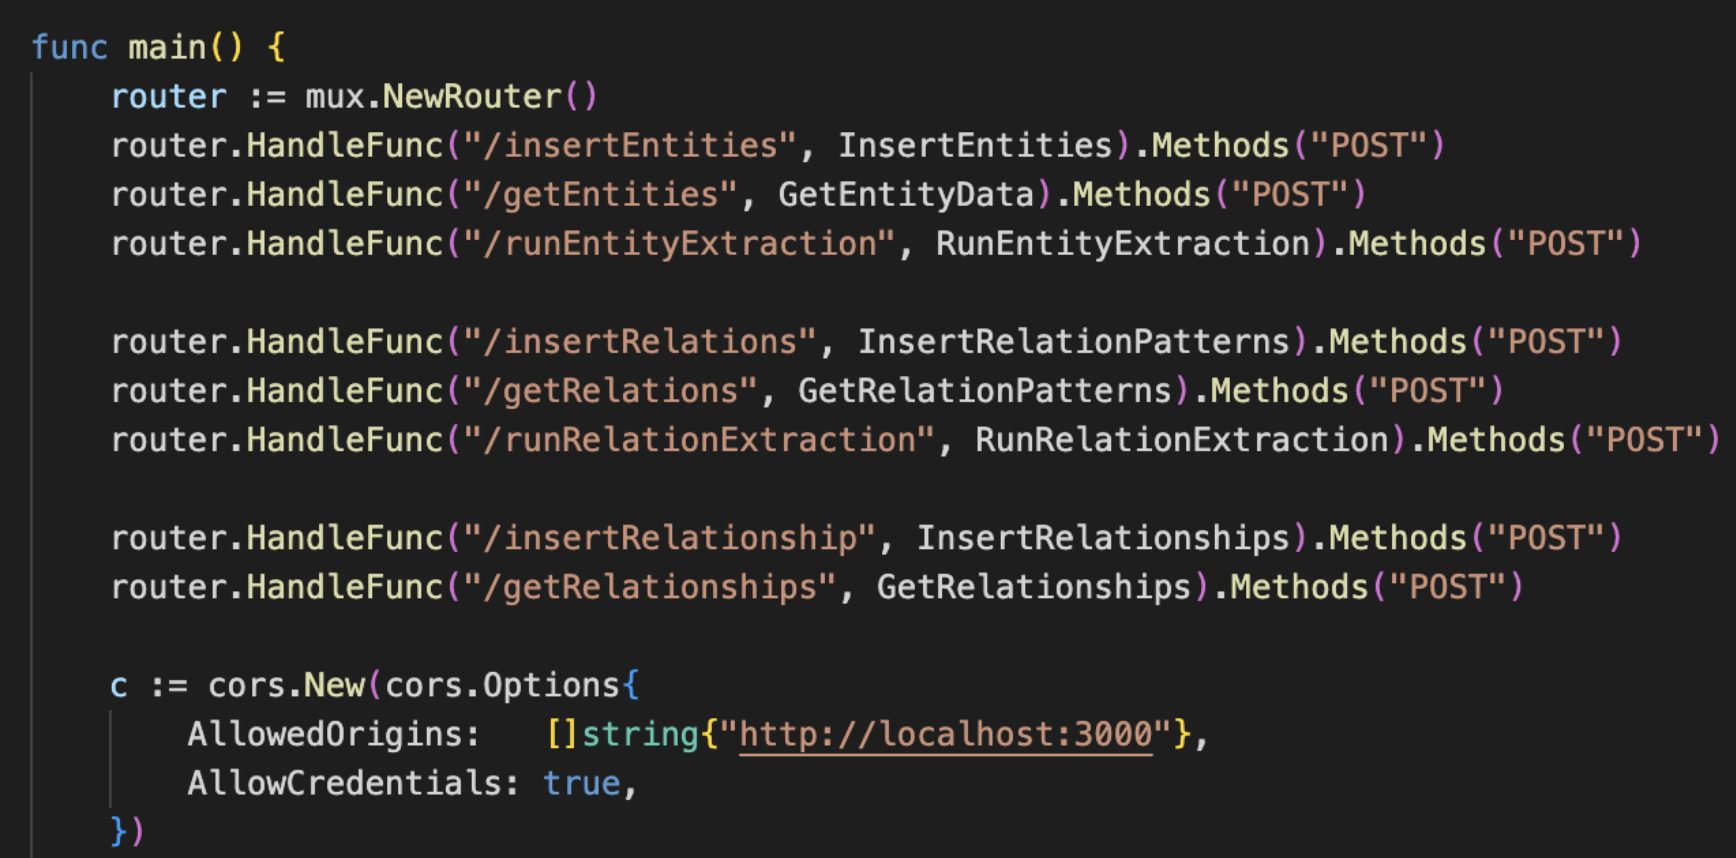 func main() {
    router := mux.NewRouter()
    router.HandleFunc("/insertEntities", InsertEntities).Methods("POST")
    router.HandleFunc("/getEntities", GetEntityData).Methods("POST")
    router.HandleFunc("/runEntityExtraction", RunEntityExtraction).Methods("POST")

    router.HandleFunc("/insertRelations", InsertRelationPatterns).Methods("POST")
    router.HandleFunc("/getRelations", GetRelationPatterns).Methods("POST")
    router.HandleFunc("/runRelationExtraction", RunRelationExtraction).Methods("POST")

    router.HandleFunc("/insertRelationship", InsertRelationships).Methods("POST")
    router.HandleFunc("/getRelationships", GetRelationships).Methods("POST")

    c := cors.New(cors.Options{
        AllowedOrigins:   []string{"http://localhost:3000"},
        AllowCredentials: true,
    })